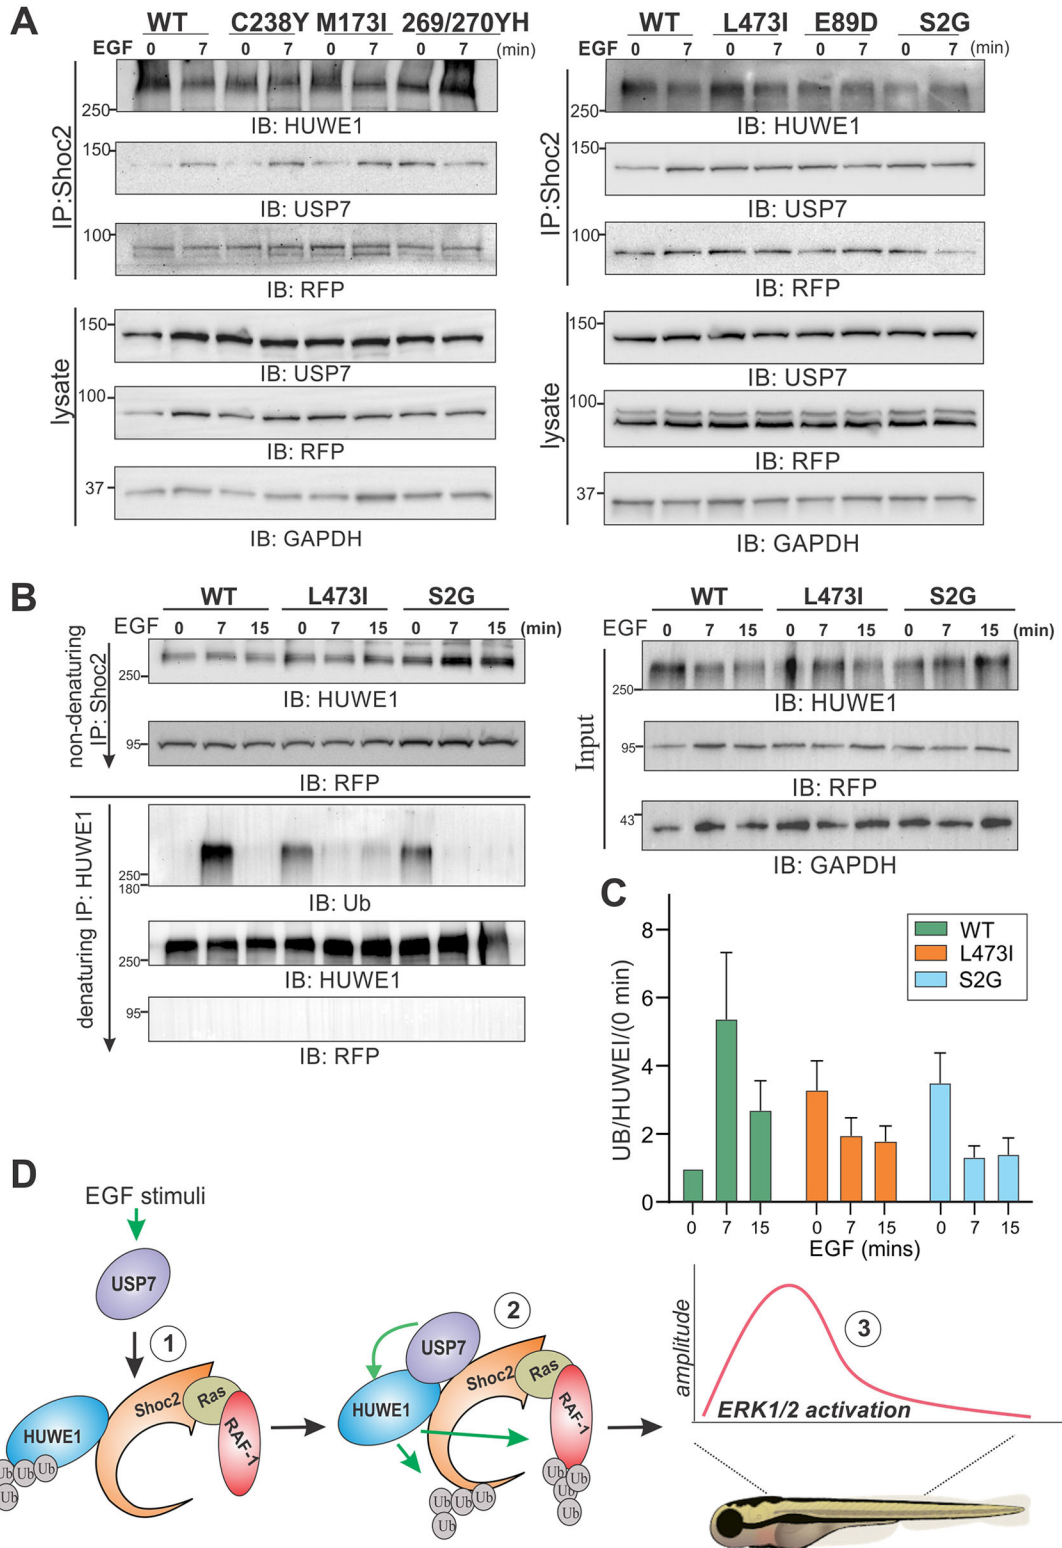 A
WT C238Y M173I 269/270YH
EGF 0 7 0 7 0 7 0 7 (min)
IP:Shoc2
250
IB: HUWE1
150
IB: USP7
100
IB: RFP
lysate
150
IB: USP7
100
IB: RFP
37
IB: GAPDH
WT L473I E89D S2G
EGF 0 7 0 7 0 7 0 7 (min)
IP:Shoc2
250
IB: HUWE1
150
IB: USP7
100
IB: RFP
lysate
150
IB: USP7
100
IB: RFP
37
IB: GAPDH
B
WT L473I S2G
EGF 0 7 15 0 7 15 0 7 15 (min)
non-denaturing
IP: Shoc2
250
IB: HUWE1
95
IB: RFP
denaturing IP: HUWE1
250
180
IB: Ub
250
IB: HUWE1
95
IB: RFP
WT L473I S2G
EGF 0 7 15 0 7 15 0 7 15 (min)
Input
250
IB: HUWE1
95
IB: RFP
43
IB: GAPDH
C
UB/HUWEI/(0 min)
8
6
4
2
0
WT
L473I
S2G
0 7 15 0 7 15 0 7 15
EGF (mins)
D
EGF stimuli
USP7
1
Shoc2
Ras
RAF-1
HUWE1
Ub Ub Ub
Ub
2
USP7
Shoc2
Ras
RAF-1
HUWE1
Ub Ub Ub
Ub
Ub Ub
Ub
Ub
amplitude
3
ERK1/2 activation